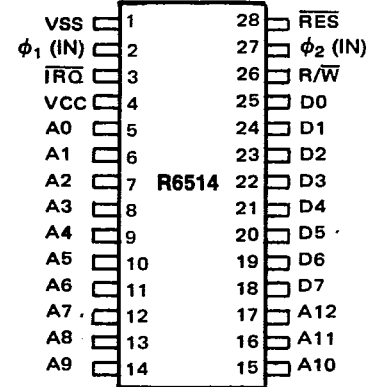 VSS 1 28 R̅E̅S̅
ϕ₁ (IN) 2 27 ϕ₂ (IN)
I̅R̅Q̅ 3 26 R/W̅
VCC 4 25 D0
A0 5 24 D1
A1 6 23 D2
A2 7 R6514 22 D3
A3 8 21 D4
A4 9 20 D5
A5 10 19 D6
A6 11 18 D7
A7 12 17 A12
A8 13 16 A11
A9 14 15 A10